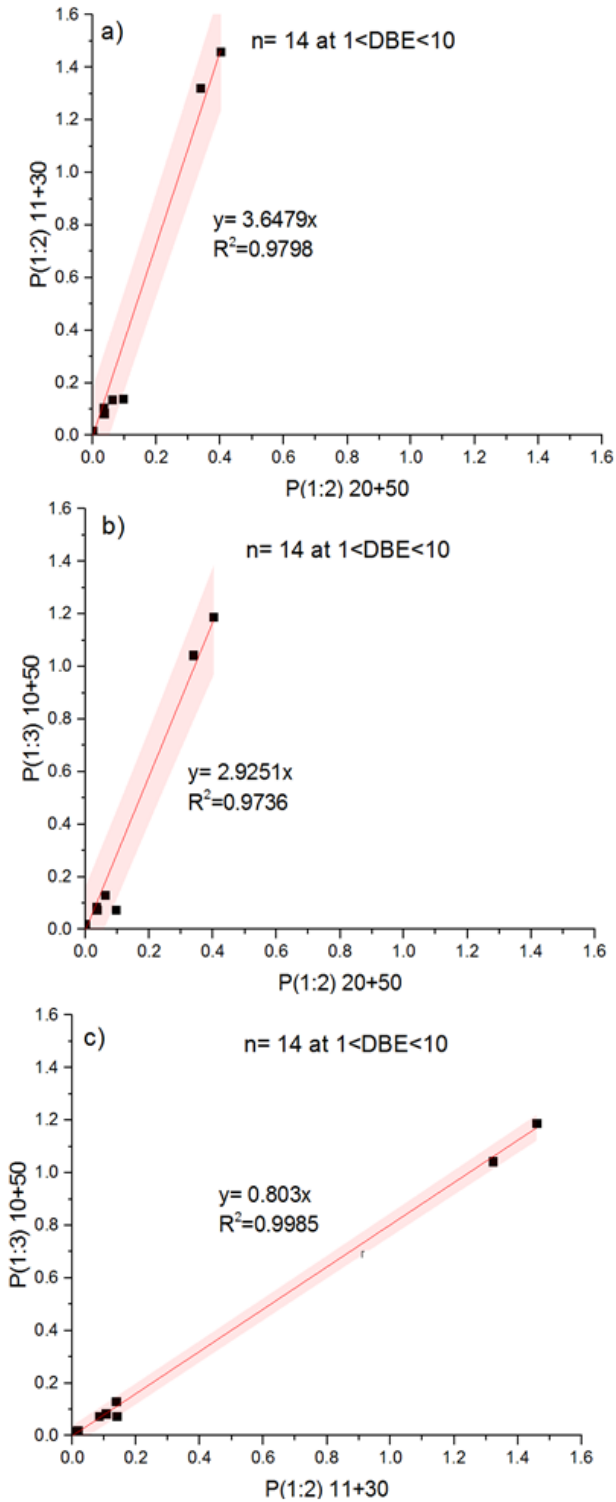 a)
n= 14 at 1<DBE<10
1.6
1.4
1.2
1.0
0.8
0.6
0.4
0.2
0.0
P(1:2) 11+30
y= 3.6479x
R²=0.9798
0.0 0.2 0.4 0.6 0.8 1.0 1.2 1.4 1.6
P(1:2) 20+50
b)
n= 14 at 1<DBE<10
1.6
1.4
1.2
1.0
0.8
0.6
0.4
0.2
0.0
P(1:3) 10+50
y= 2.9251x
R²=0.9736
0.0 0.2 0.4 0.6 0.8 1.0 1.2 1.4 1.6
P(1:2) 20+50
c)
n= 14 at 1<DBE<10
1.6
1.4
1.2
1.0
0.8
0.6
0.4
0.2
0.0
P(1:3) 10+50
y= 0.803x
R²=0.9985
r
0.0 0.2 0.4 0.6 0.8 1.0 1.2 1.4 1.6
P(1:2) 11+30